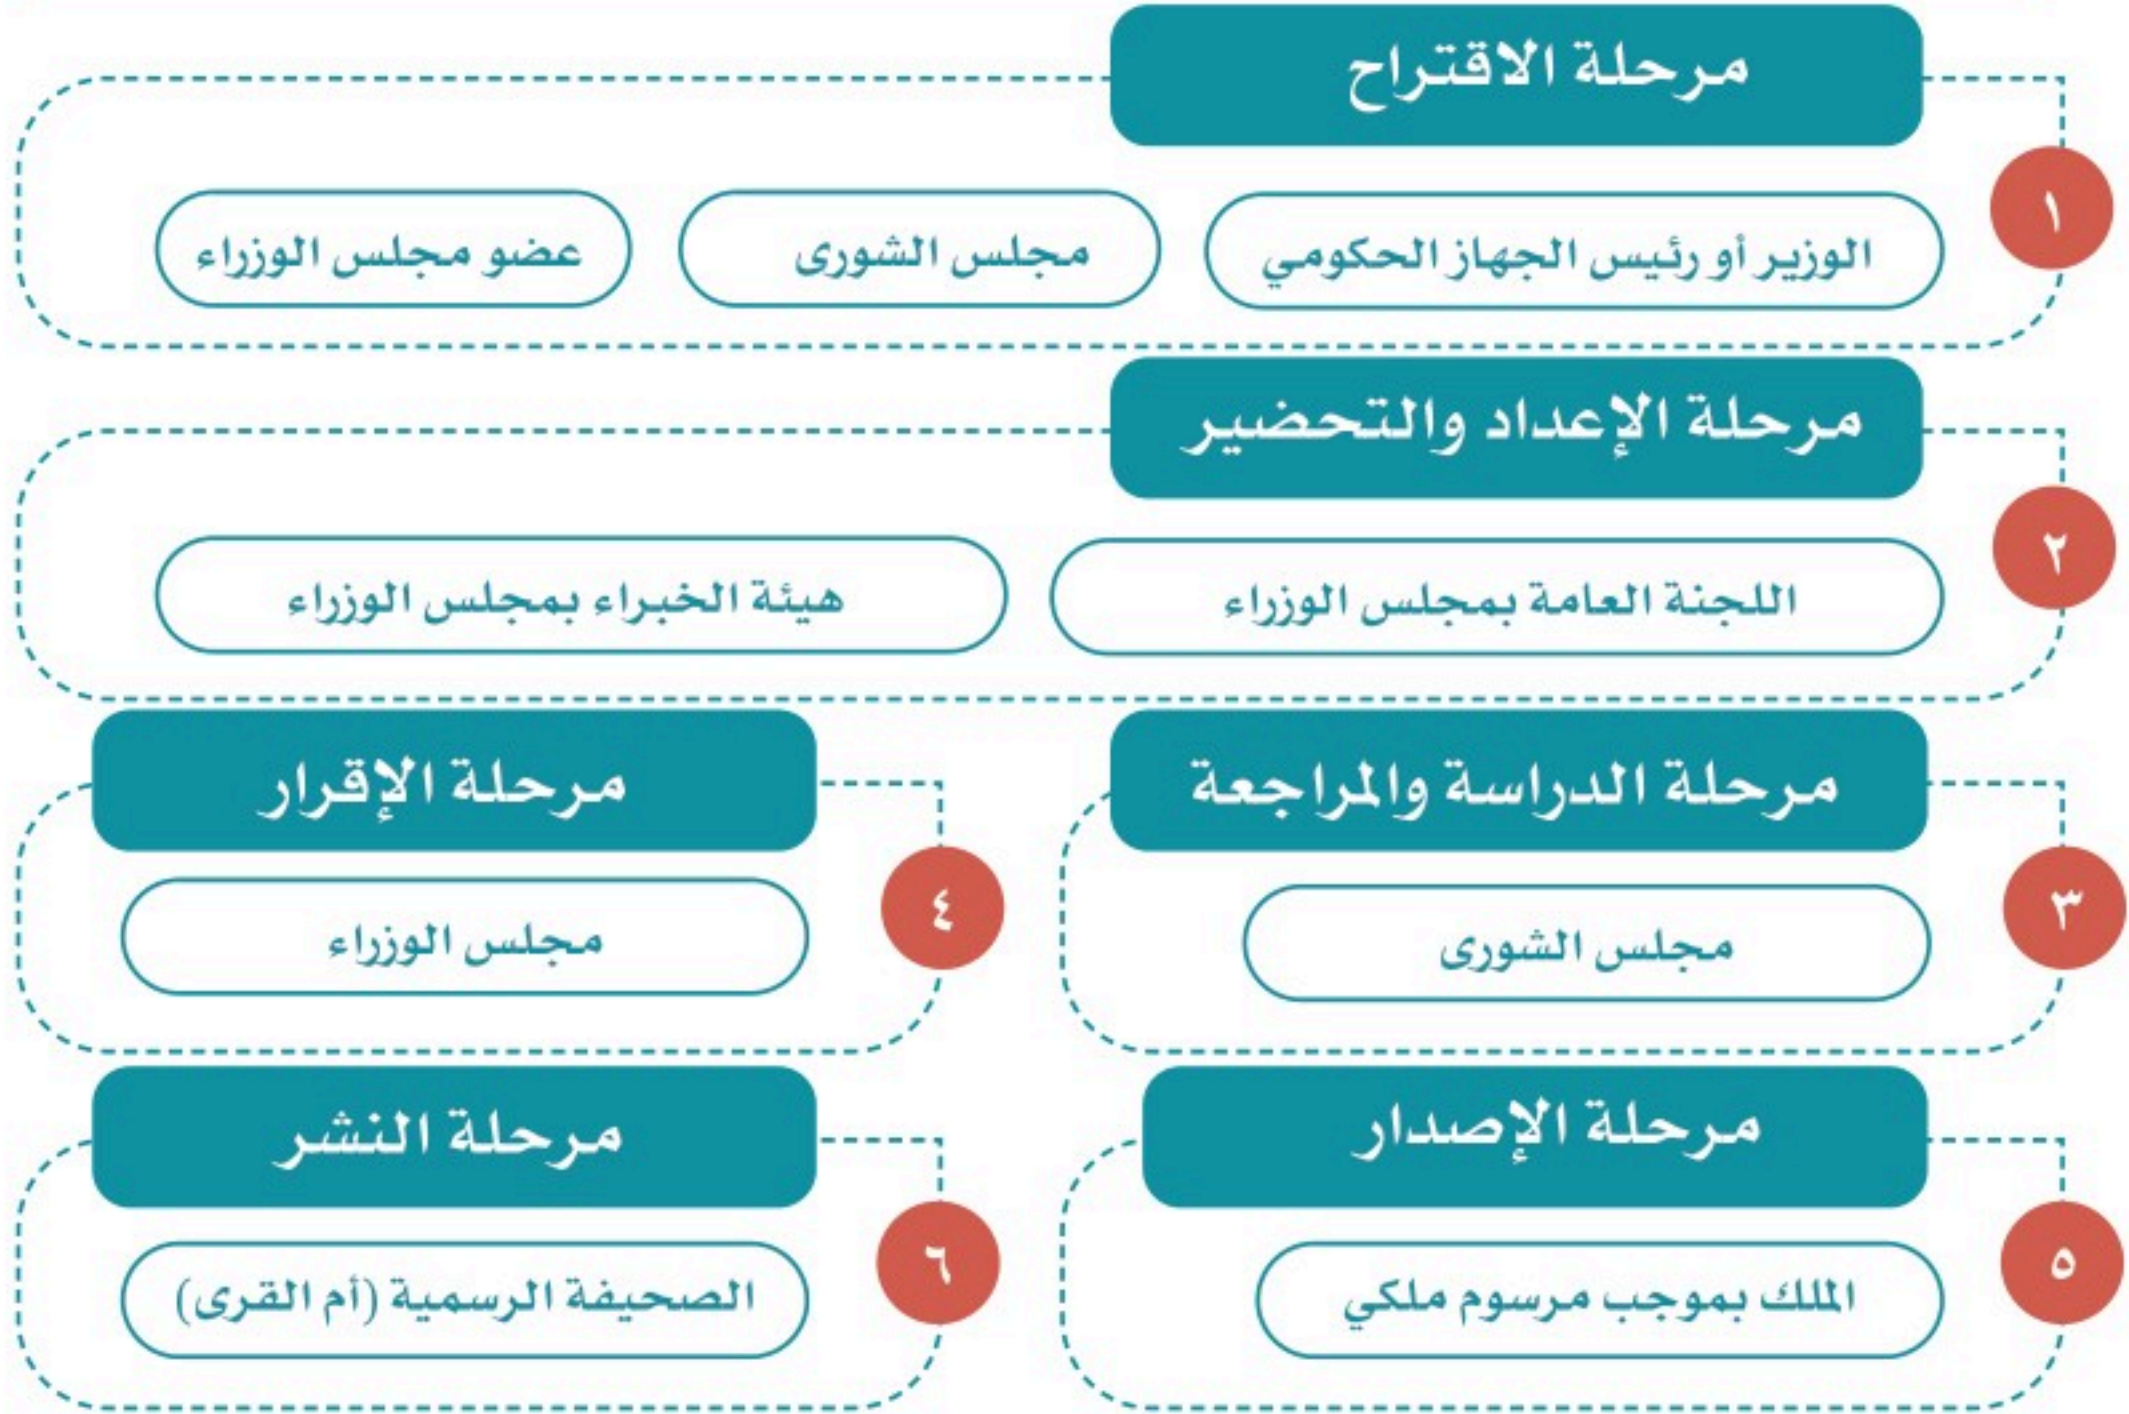 مرحلة الاقتراح
١
الوزير أو رئيس الجهاز الحكومي
مجلس الشورى
عضو مجلس الوزراء
مرحلة الإعداد والتحضير
٢
اللجنة العامة بمجلس الوزراء
هيئة الخبراء بمجلس الوزراء
مرحلة الدراسة والمراجعة
٣
مجلس الشورى
مرحلة الإقرار
٤
مجلس الوزراء
مرحلة الإصدار
٥
الملك بموجب مرسوم ملكي
مرحلة النشر
٦
الصحيفة الرسمية (أم القرى)